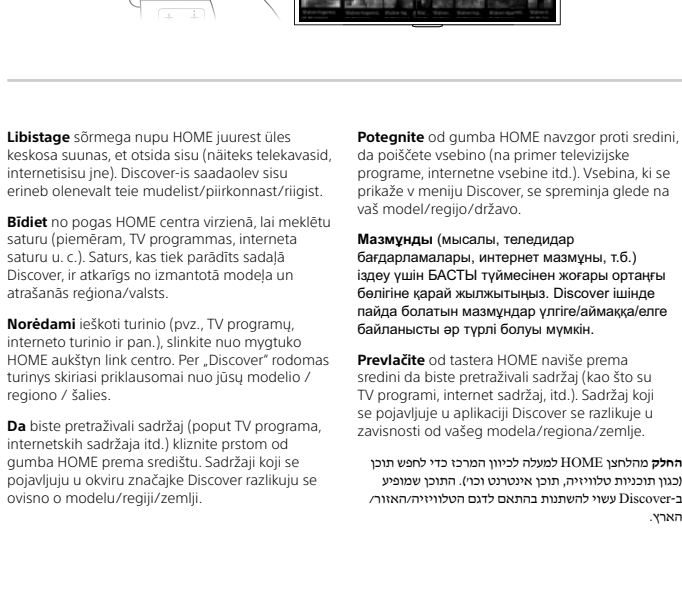 Libistage sõrmega nupu HOME juurest üles
keskosa suunas, et otsida sisu (näiteks telekavasid,
internetisisu jne). Discover-is saadaolev sisu
erineb olenevalt teie mudelist/piirkonnast/riigist.
Bīdiet no pogas HOME centra virzienā, lai meklētu
saturu (piemēram, TV programmas, interneta
saturu u. c.). Saturs, kas tiek parādīts sadaļā
Discover, ir atkarīgs no izmantotā modeļa un
atrašanās reģiona/valsts.
Norėdami ieškoti turinio (pvz., TV programų,
interneto turinio ir pan.), slinkite nuo mygtuko
HOME aukštyn link centro. Per „Discover“ rodomas
turinys skiriasi priklausomai nuo jūsų modelio /
regiono / šalies.
Da biste pretraživali sadržaj (poput TV programa,
internetskih sadržaja itd.) kliznite prstom od
gumba HOME prema središtu. Sadržaji koji se
pojavljuju u okviru značajke Discover razlikuju se
ovisno o modelu/regiji/zemlji.
Potegnite od gumba HOME navzgor proti sredini,
da poiščete vsebino (na primer televizijske
programe, internetne vsebine itd.). Vsebina, ki se
prikaže v meniju Discover, se spreminja glede na
vaš model/regijo/državo.
Мазмұнды (мысалы, теледидар
бағдарламалары, интернет мазмұны, т.б.)
іздеу үшін БАСТЫ түймесінен жоғары ортаңғы
бөлігіне қарай жылжытыңыз. Discover ішінде
пайда болатын мазмұндар үлгіге/аймаққа/елге
байланысты әр түрлі болуы мүмкін.
Prevlačite od tastera HOME naviše prema
sredini da biste pretraživali sadržaj (kao što su
TV programi, internet sadržaj, itd.). Sadržaj koji
se pojavljuje u aplikaciji Discover se razlikuje u
zavisnosti od vašeg modela/regiona/zemlje.
החלק מהלחצן HOME למעלה לכיוון המרכז כדי לחפש תוכן
(כגון תוכניות טלוויזיה, תוכן אינטרנט וכו'). התוכן שמופיע
ב-Discover עשוי להשתנות בהתאם לדגם הטלוויזיה/האזור/
הארץ.